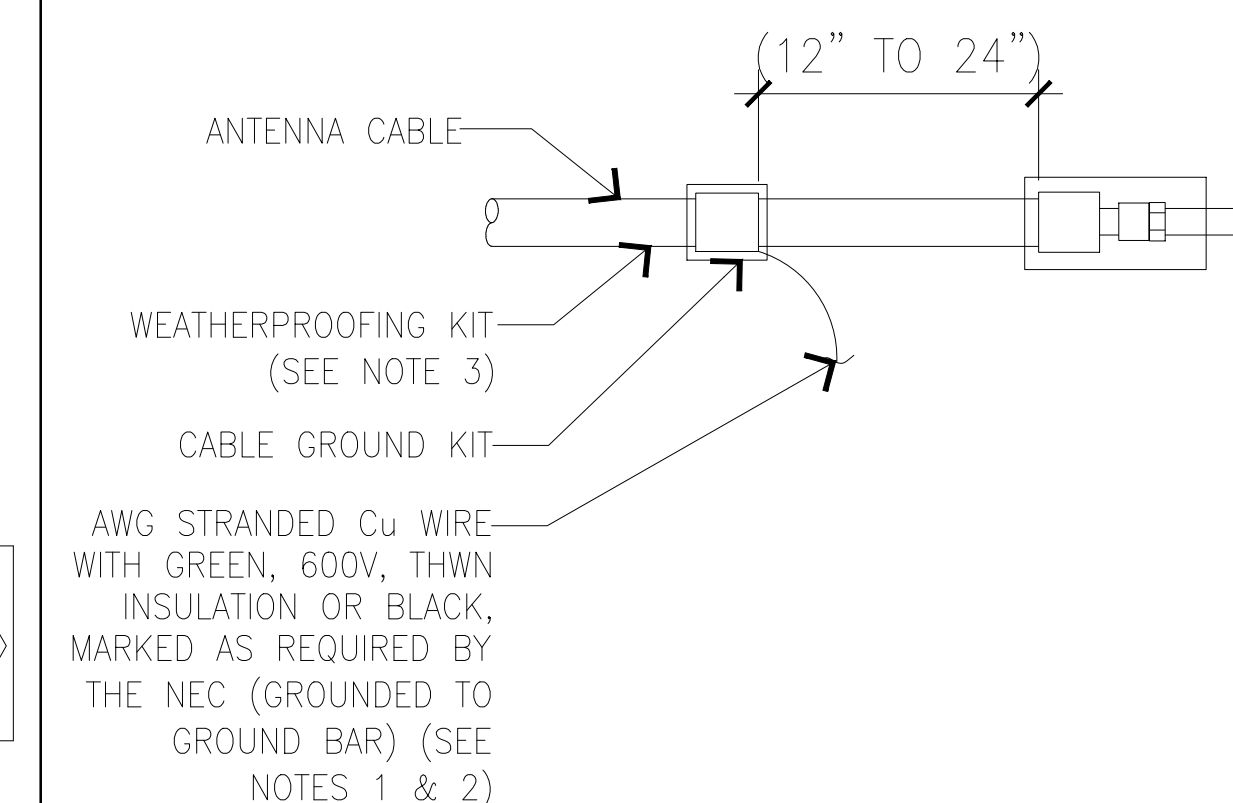 (12” TO 24”)
ANTENNA CABLE
WEATHERPROOFING KIT
(SEE NOTE 3)
CABLE GROUND KIT
AWG STRANDED Cu WIRE
WITH GREEN, 600V, THWN
INSULATION OR BLACK,
MARKED AS REQUIRED BY
THE NEC (GROUNDED TO
GROUND BAR) (SEE
NOTES 1 & 2)